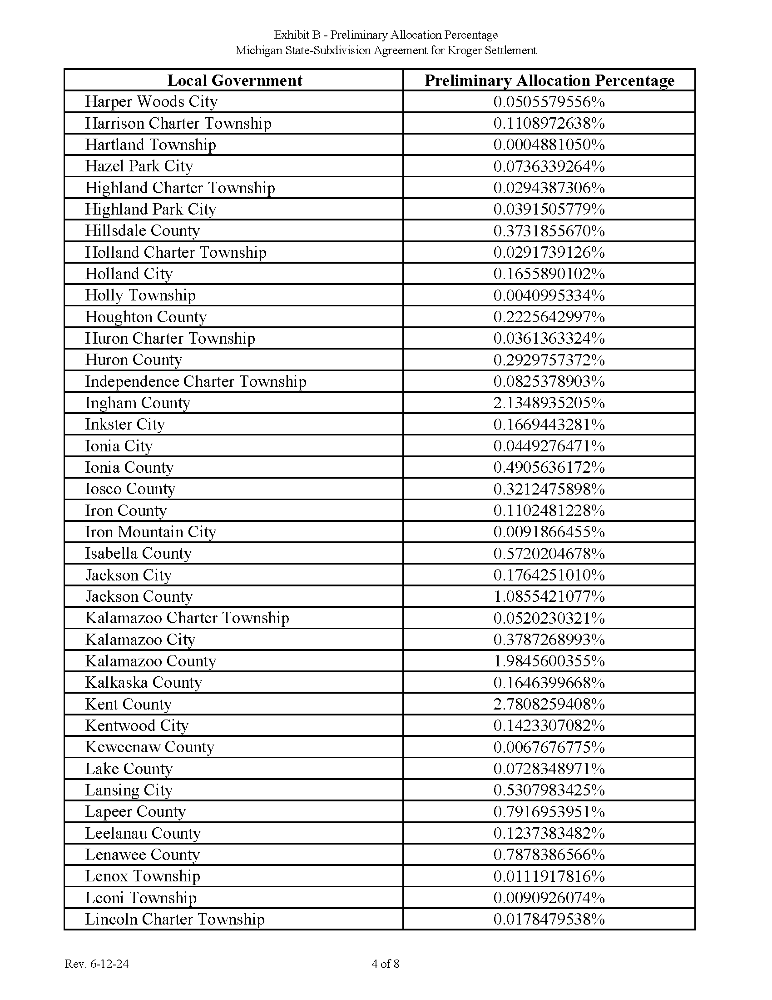 Exhibit B - Preliminary Allocation Percentage
Michigan State-Subdivision Agreement for Kroger Settlement
Local Government Preliminary Allocation Percentage
Harper Woods City 0.0505579556%
Harrison Charter Township 0.1108972638%
Hartland Township 0.0004881050%
Hazel Park City 0.0736339264%
Highland Charter Township 0.0294387306%
Highland Park City 0.0391505779%
Hillsdale County 0.3731855670%
Holland Charter Township 0.0291739126%
Holland City 0.1655890102%
Holly Township 0.0040995334%
Houghton County 0.2225642997%
Huron Charter Township 0.0361363324%
Huron County 0.2929757372%
Independence Charter Township 0.0825378903%
Ingham County 2.1348935205%
Inkster City 0.1669443281%
Ionia City 0.0449276471%
Ionia County 0.4905636172%
Iosco County 0.3212475898%
Iron County 0.1102481228%
Iron Mountain City 0.0091866455%
Isabella County 0.5720204678%
Jackson City 0.1764251010%
Jackson County 1.0855421077%
Kalamazoo Charter Township 0.0520230321%
Kalamazoo City 0.3787268993%
Kalamazoo County 1.9845600355%
Kalkaska County 0.1646399668%
Kent County 2.7808259408%
Kentwood City 0.1423307082%
Keweenaw County 0.0067676775%
Lake County 0.0728348971%
Lansing City 0.5307983425%
Lapeer County 0.7916953951%
Leelanau County 0.1237383482%
Lenawee County 0.7878386566%
Lenox Township 0.0111917816%
Leoni Township 0.0090926074%
Lincoln Charter Township 0.0178479538%
Rev. 6-12-24 4 of 8